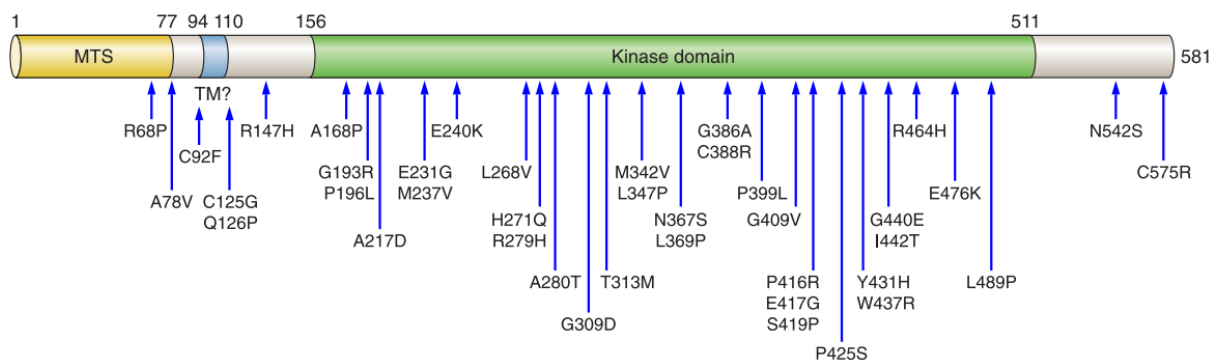 1 77 94 110 156 511
MTS Kinase domain 581
TM?
R68P R147H A168P E240K G386A R464H N542S
C388R
C92F
G193R E231G L268V M342V C575R
P196L M237V L347P
P399L E476K
A78V C125G
Q126P
H271Q N367S G409V G440E
R279H L369P I442T
A217D
A280T T313M P416R Y431H L489P
E417G W437R
S419P
G309D
P425S